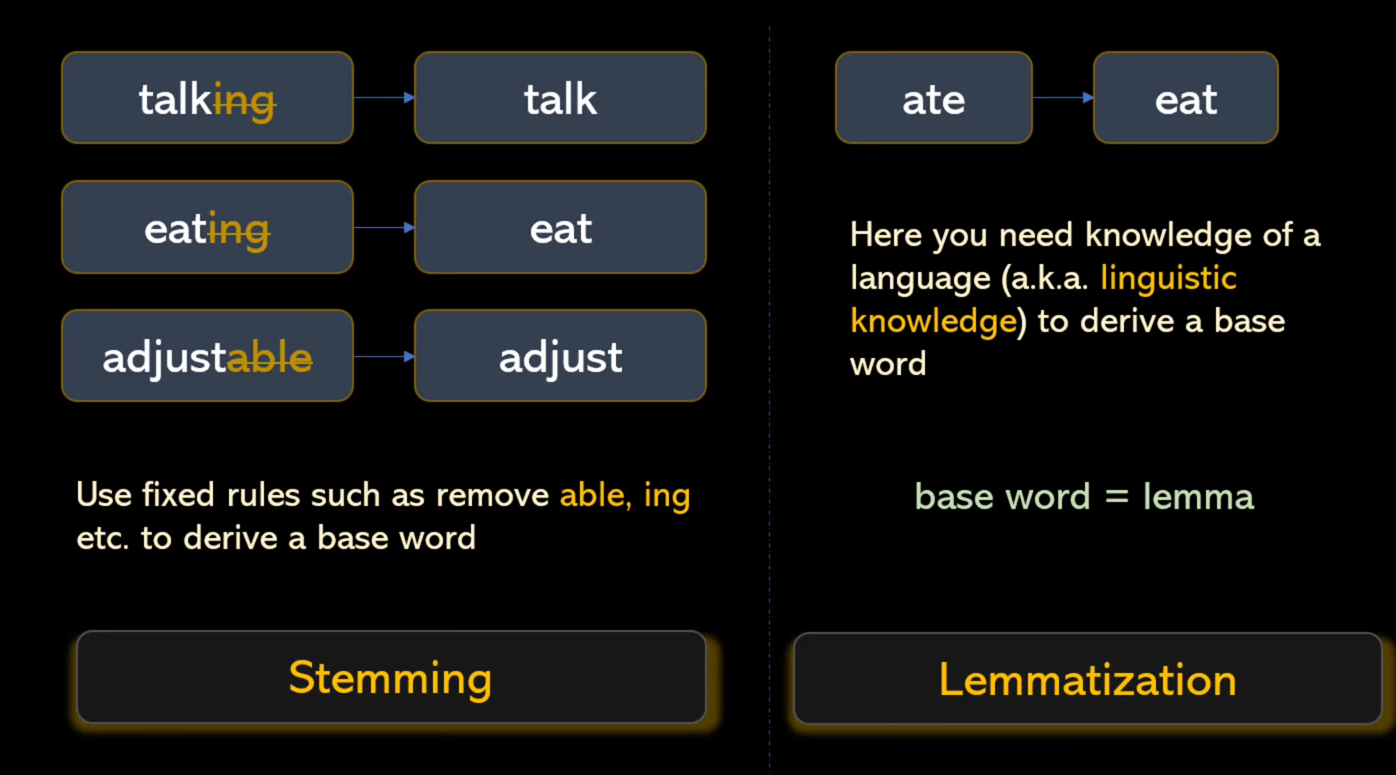 talking
talk
eating
eat
adjustable
adjust
Use fixed rules such as remove able, ing
etc. to derive a base word
Stemming
ate
eat
Here you need knowledge of a
language (a.k.a. linguistic
knowledge) to derive a base
word
base word = lemma
Lemmatization